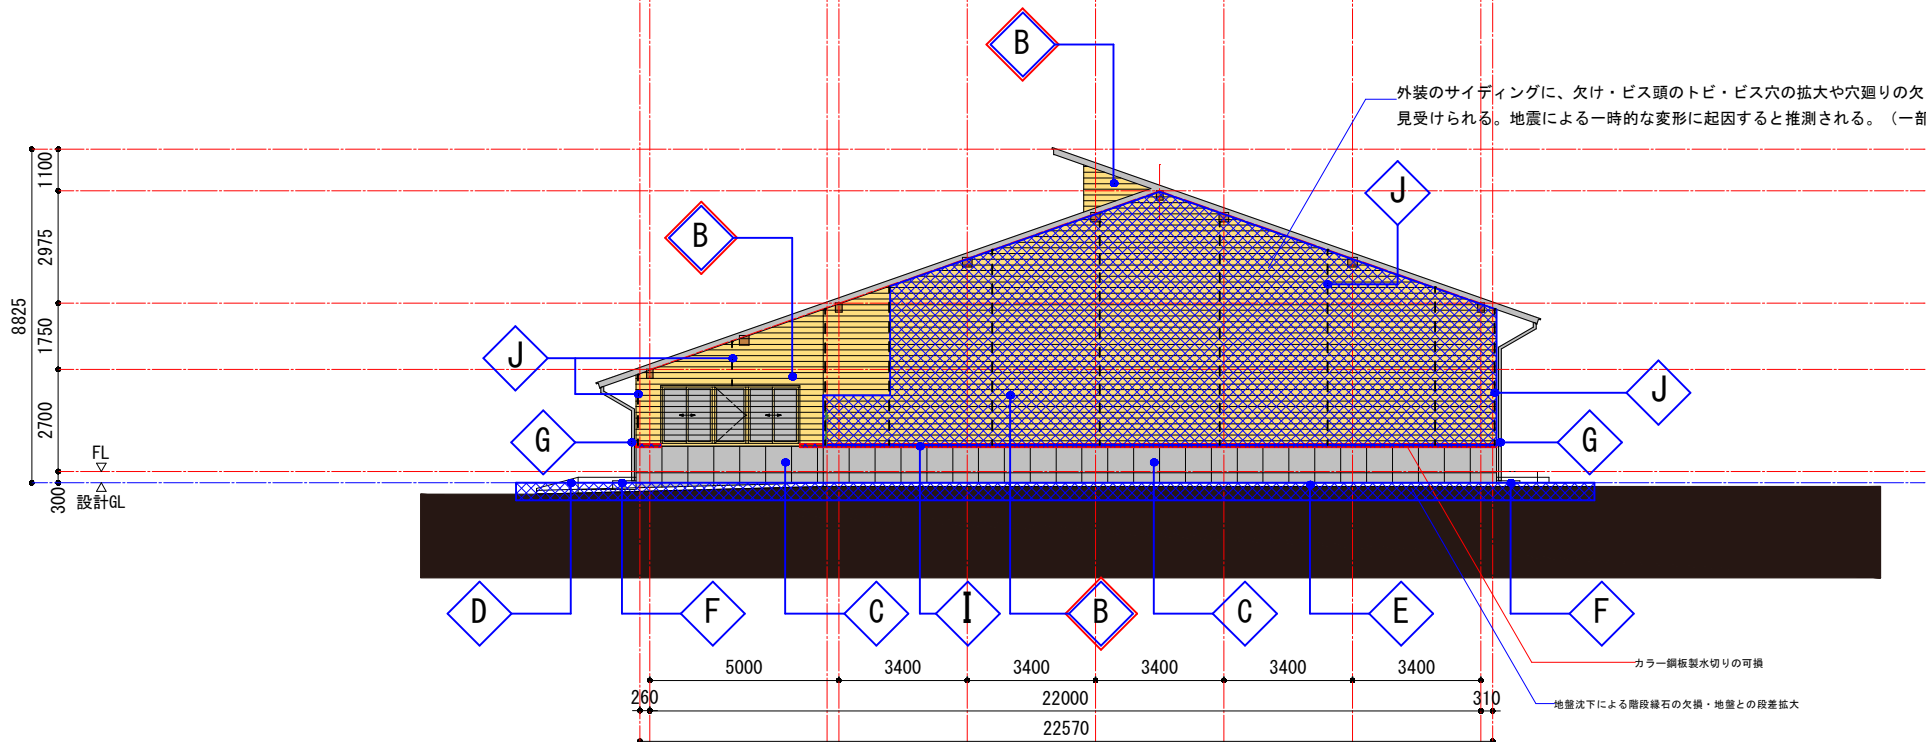 B
外装のサイディングに、欠け・ビス頭のトビ・ビス穴の拡大や穴廻りの欠
見受けられる。地震による一時的な変形に起因すると推測される。（一部
1100
J
2975
B
8825
1750
J
J
2700
G
G
FL
300
設計GL
D
F
C
I
B
C
E
F
5000
3400
3400
3400
3400
3400
カラー鋼板製水切りの可損
260
22000
310
地盤沈下による階段縁石の欠損・地盤との段差拡大
22570